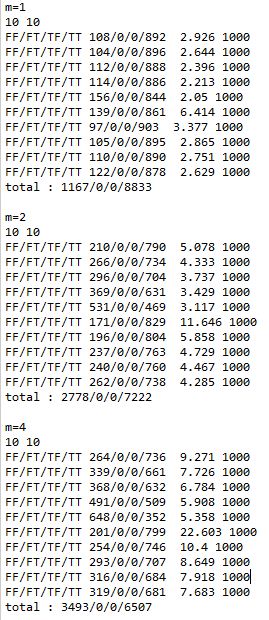 m=1
10 10
FF/FT/TF/TT 108/0/0/892  2.926 1000
FF/FT/TF/TT 104/0/0/896  2.644 1000
FF/FT/TF/TT 112/0/0/888  2.396 1000
FF/FT/TF/TT 114/0/0/886  2.213 1000
FF/FT/TF/TT 156/0/0/844  2.05 1000
FF/FT/TF/TT 139/0/0/861  6.414 1000
FF/FT/TF/TT 97/0/0/903  3.377 1000
FF/FT/TF/TT 105/0/0/895  2.865 1000
FF/FT/TF/TT 110/0/0/890  2.751 1000
FF/FT/TF/TT 122/0/0/878  2.629 1000
total : 1167/0/0/8833
m=2
10 10
FF/FT/TF/TT 210/0/0/790  5.078 1000
FF/FT/TF/TT 266/0/0/734  4.333 1000
FF/FT/TF/TT 296/0/0/704  3.737 1000
FF/FT/TF/TT 369/0/0/631  3.429 1000
FF/FT/TF/TT 531/0/0/469  3.117 1000
FF/FT/TF/TT 171/0/0/829  11.646 1000
FF/FT/TF/TT 196/0/0/804  5.858 1000
FF/FT/TF/TT 237/0/0/763  4.729 1000
FF/FT/TF/TT 240/0/0/760  4.467 1000
FF/FT/TF/TT 262/0/0/738  4.285 1000
total : 2778/0/0/7222
m=4
10 10
FF/FT/TF/TT 264/0/0/736  9.271 1000
FF/FT/TF/TT 339/0/0/661  7.726 1000
FF/FT/TF/TT 368/0/0/632  6.784 1000
FF/FT/TF/TT 491/0/0/509  5.908 1000
FF/FT/TF/TT 648/0/0/352  5.358 1000
FF/FT/TF/TT 201/0/0/799  22.603 1000
FF/FT/TF/TT 254/0/0/746  10.4 1000
FF/FT/TF/TT 293/0/0/707  8.649 1000
FF/FT/TF/TT 316/0/0/684  7.918 1000
FF/FT/TF/TT 319/0/0/681  7.683 1000
total : 3493/0/0/6507